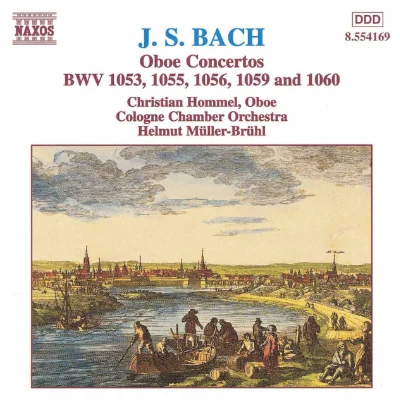 NAXOS
DDD
8.554169
J. S. BACH
Oboe Concertos
BWV 1053, 1055, 1056, 1059 and 1060
Christian Hommel, Oboe
Cologne Chamber Orchestra
Helmut Müller-Brühl